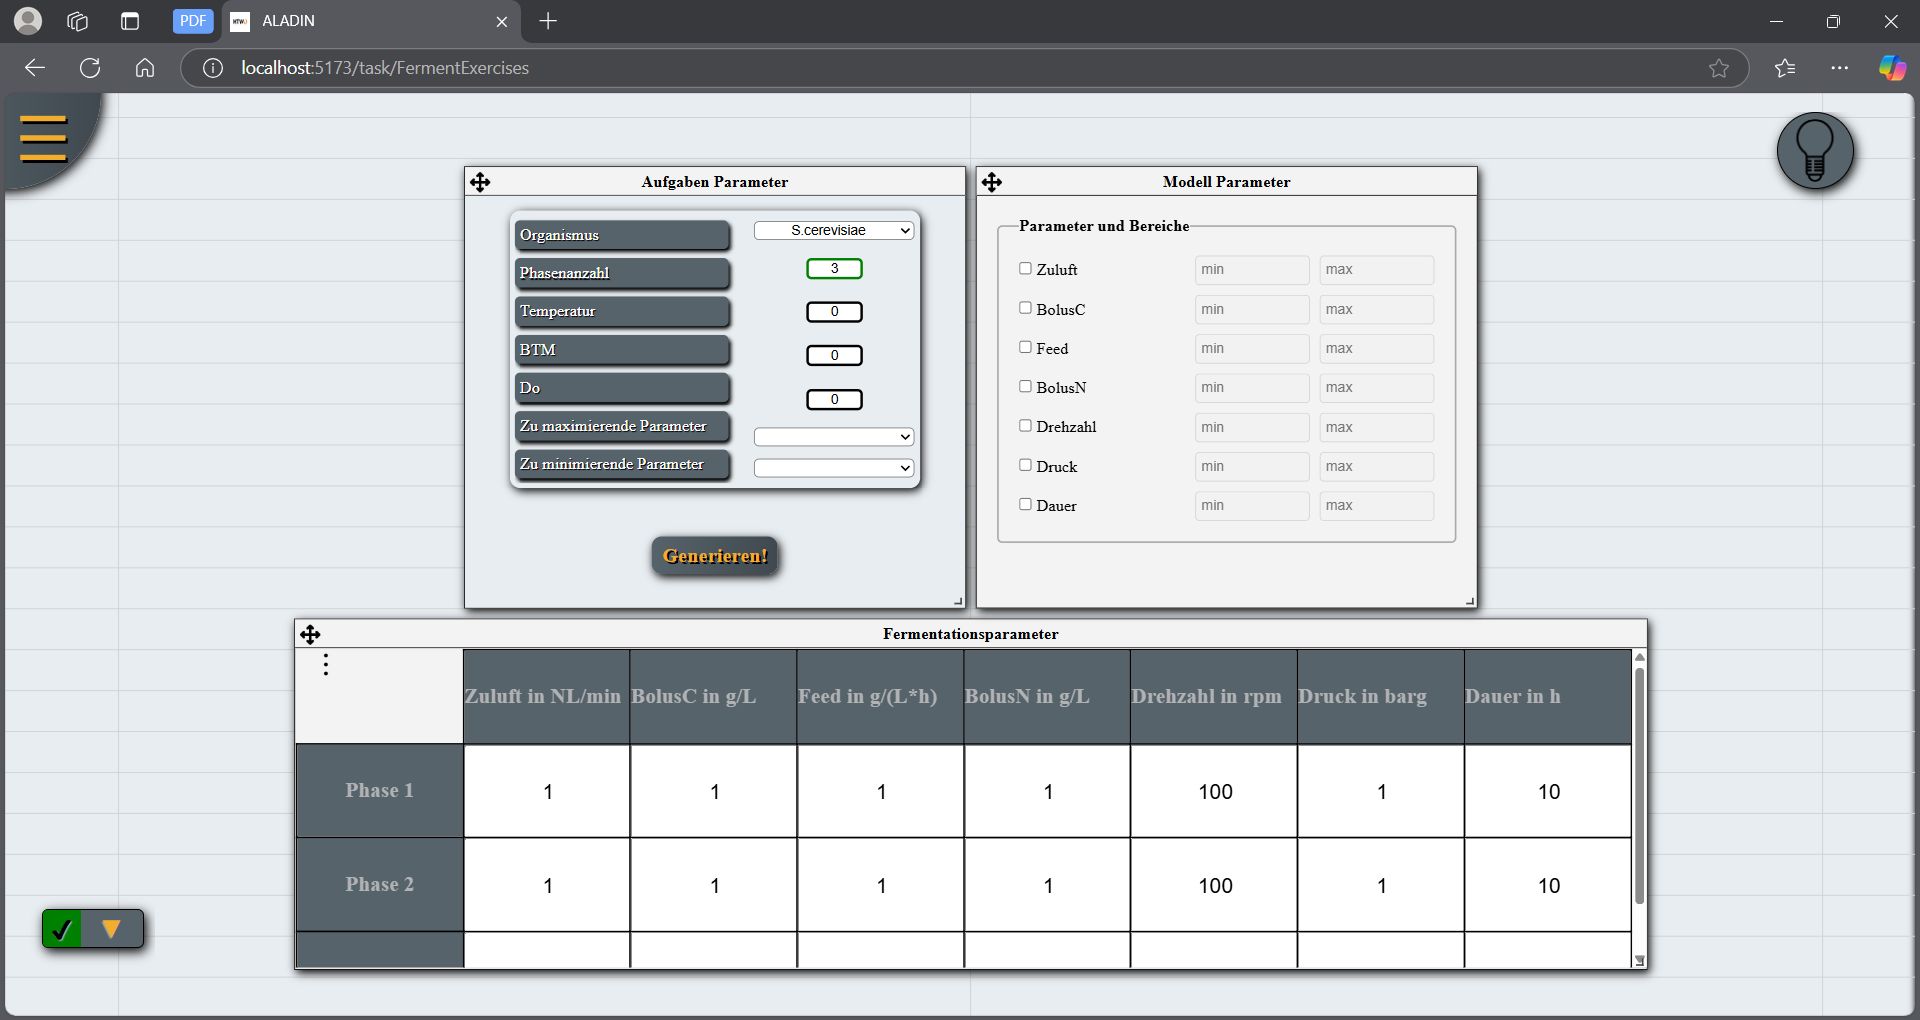 PDF
HTW
ALADIN
localhost:5173/task/FermentExercises
Aufgaben Parameter
Organismus
S.cerevisiae
Phasenanzahl
3
Temperatur
0
BTM
0
Do
0
Zu maximierende Parameter
Zu minimierende Parameter
Generieren!
Modell Parameter
Parameter und Bereiche
Zuluft min max
BolusC min max
Feed min max
BolusN min max
Drehzahl min max
Druck min max
Dauer min max
Fermentationsparameter
Zuluft in NL/min BolusC in g/L Feed in g/(L*h) BolusN in g/L Drehzahl in rpm Druck in barg Dauer in h
Phase 1 1 1 1 1 100 1 10
Phase 2 1 1 1 1 100 1 10